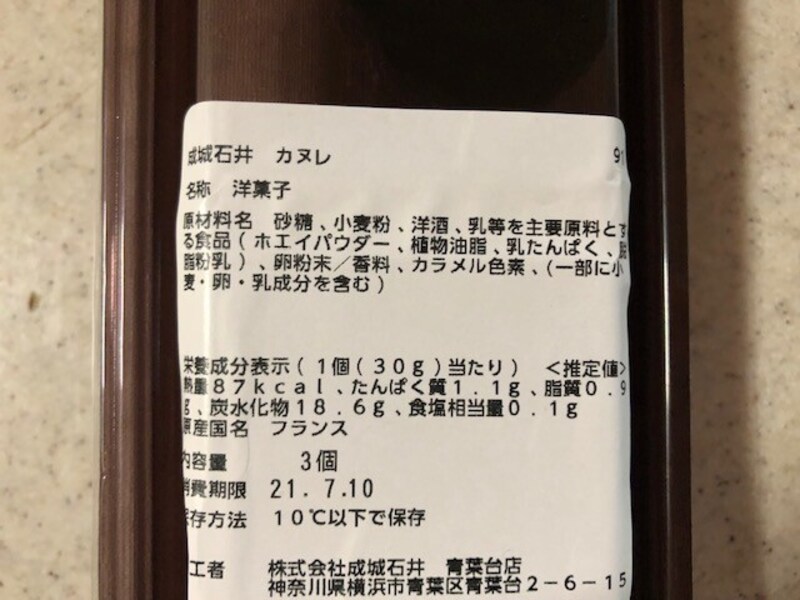 成城石井 カヌレ 91
名称 洋菓子
原材料名 砂糖、小麦粉、洋酒、乳等を主要原料とす
る食品(ホエイパウダー、植物油脂、乳たんぱく、脱
脂粉乳)、卵粉末/香料、カラメル色素、(一部に小
麦・卵・乳成分を含む)
栄養成分表示(1個(30g)当たり) <推定値>
熱量87kcal、たんぱく質1.1g、脂質0.9
g、炭水化物18.6g、食塩相当量0.1g
原産国名 フランス
内容量 3個
消費期限 21.7.10
保存方法 10℃以下で保存
工者 株式会社成城石井 青葉台店
神奈川県横浜市青葉区青葉台2-6-15